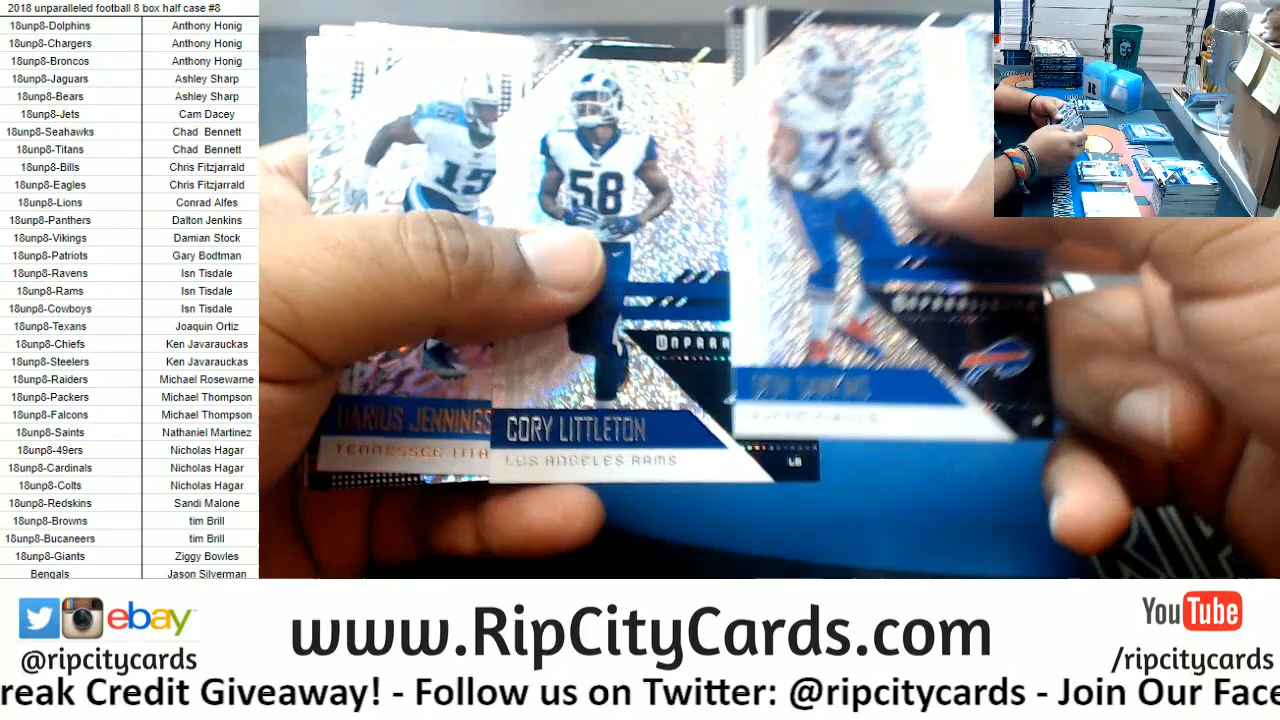 2018 unparalleled football 8 box half case #8
18unp8-Dolphins Anthony Honig
18unp8-Chargers Anthony Honig
18unp8-Broncos Anthony Honig
18unp8-Jaguars Ashley Sharp
18unp8-Bears Ashley Sharp
18unp8-Jets Cam Dacey
18unp8-Seahawks Chad Bennett
18unp8-Titans Chad Bennett
18unp8-Bills Chris Fitzjarrald
18unp8-Eagles Chris Fitzjarrald
18unp8-Lions Conrad Alfes
18unp8-Panthers Dalton Jenkins
18unp8-Vikings Damian Stock
18unp8-Patriots Gary Bodtman
18unp8-Ravens Isn Tisdale
18unp8-Rams Isn Tisdale
18unp8-Cowboys Isn Tisdale
18unp8-Texans Joaquin Ortiz
18unp8-Chiefs Ken Javarauckas
18unp8-Steelers Ken Javarauckas
18unp8-Raiders Michael Rosewarne
18unp8-Packers Michael Thompson
18unp8-Falcons Michael Thompson
18unp8-Saints Nathaniel Martinez
18unp8-49ers Nicholas Hagar
18unp8-Cardinals Nicholas Hagar
18unp8-Colts Nicholas Hagar
18unp8-Redskins Sandi Malone
18unp8-Browns tim Brill
18unp8-Bucaneers tim Brill
18unp8-Giants Ziggy Bowles
Bengals Jason Silverman
15
58
UNPARA
DARIUS JENNINGS
TENNESSEE TITA
CORY LITTLETON
LOS ANGELES RAMS
LB
ebay
@ripcitycards
www.RipCityCards.com
YouTube
/ripcitycards
reak Credit Giveaway! - Follow us on Twitter: @ripcitycards - Join Our Face